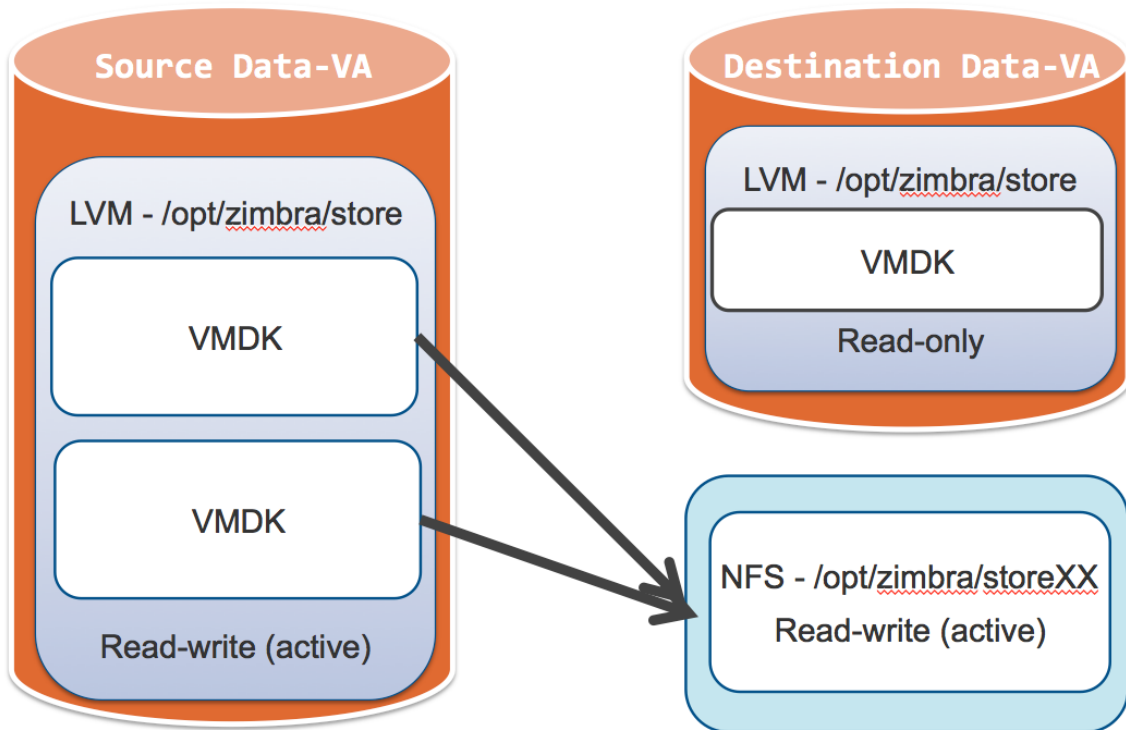 Source Data-VA
LVM - /opt/zimbra/store
VMDK
VMDK
Read-write (active)
Destination Data-VA
LVM - /opt/zimbra/store
VMDK
Read-only
NFS - /opt/zimbra/storeXX
Read-write (active)